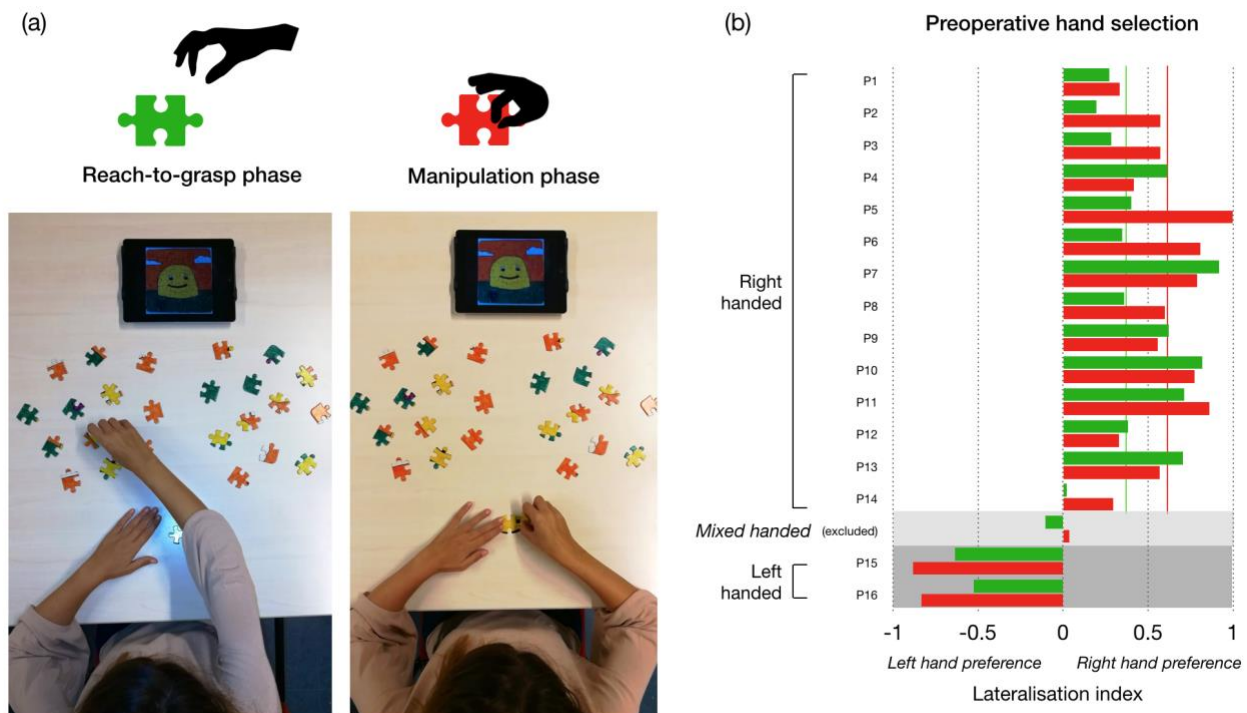 (a)
Reach-to-grasp phase
Manipulation phase
(b)
Preoperative hand selection
P1
P2
P3
P4
P5
P6
P7
P8
P9
P10
P11
P12
P13
P14
Right
handed
Mixed handed (excluded)
Left
handed
P15
P16
-1 -0.5 0 0.5 1
Left hand preference Right hand preference
Lateralisation index